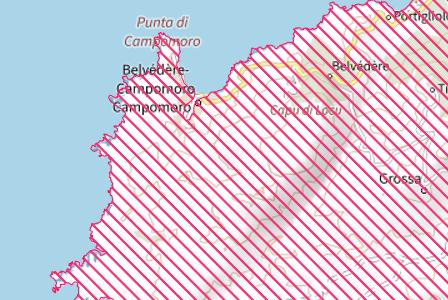 Punta di
Campomoro
Portigliolo
Belvédère-
Campomoro
Campomoro
Belvédère
Capu di Locu
Grossa